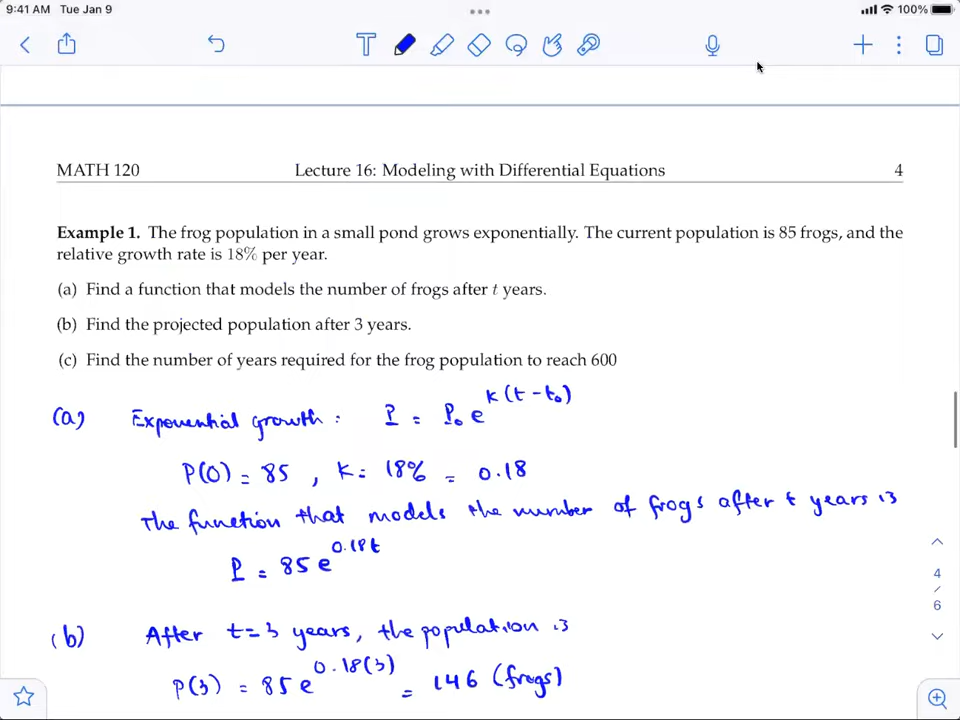 9:41 AM Tue Jan 9 100%
T
MATH 120 Lecture 16: Modeling with Differential Equations 4
Example 1. The frog population in a small pond grows exponentially. The current population is 85 frogs, and the
relative growth rate is 18% per year.
(a) Find a function that models the number of frogs after t years.
(b) Find the projected population after 3 years.
(c) Find the number of years required for the frog population to reach 600
(a) Exponential growth : P = P₀ e^{k(t-t₀)}
P(0) = 85 , k = 18% = 0.18
The function that models the number of frogs after t years is
P = 85 e^{0.18t}
4
/
6
(b) After t=3 years, the population is
P(3) = 85 e^{0.18(3)} = 146 (frogs)